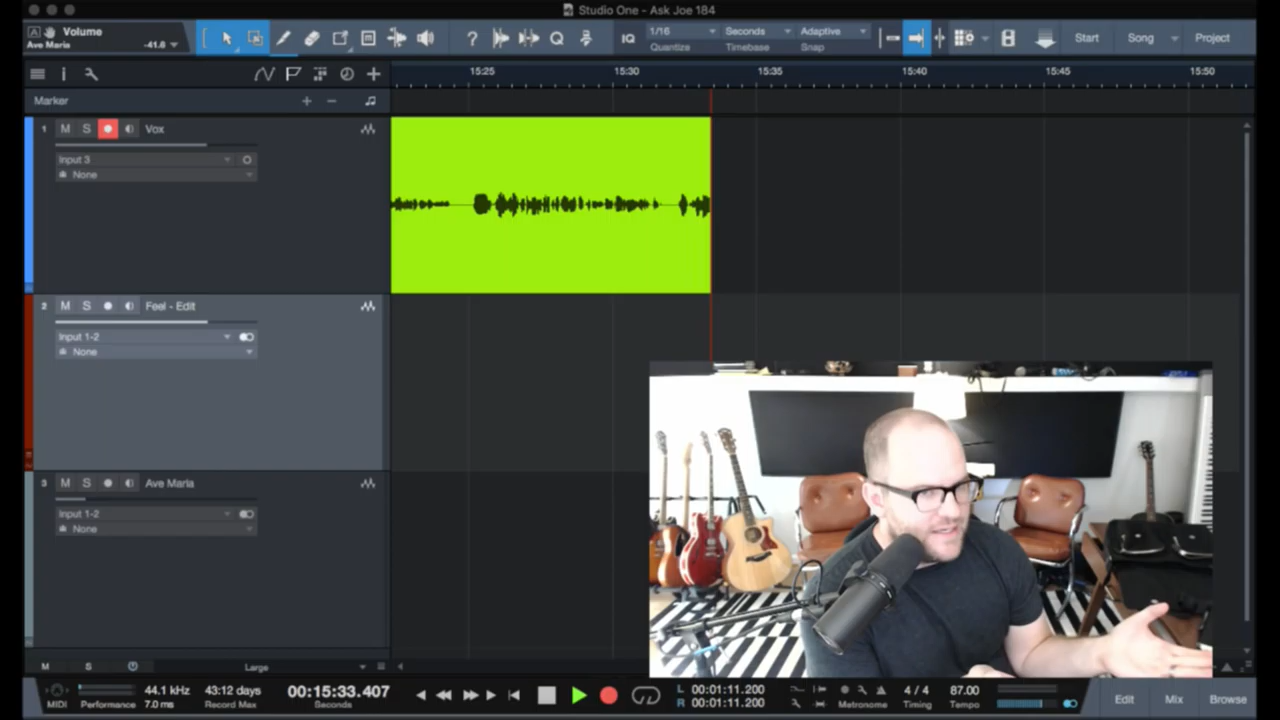 Studio One - Ask Joe 184
Volume
Ave Maria -41.6
IQ
1/16
Quantize
Seconds
Timebase
Adaptive
Snap
Start Song Project
15:25 15:30 15:35 15:40 15:45 15:50
Marker
1 M S Vox
Input 3
None
2 M S Feel - Edit
Input 1-2
None
3 M S Ave Maria
Input 1-2
None
M S Large
MIDI
Performance
44.1 kHz
7.0 ms
43:12 days
Record Max
00:15:33.407
Seconds
L 00:01:11.200
R 00:01:11.200
Metronome
4 / 4
Timing
87.00
Tempo
Edit Mix Browse